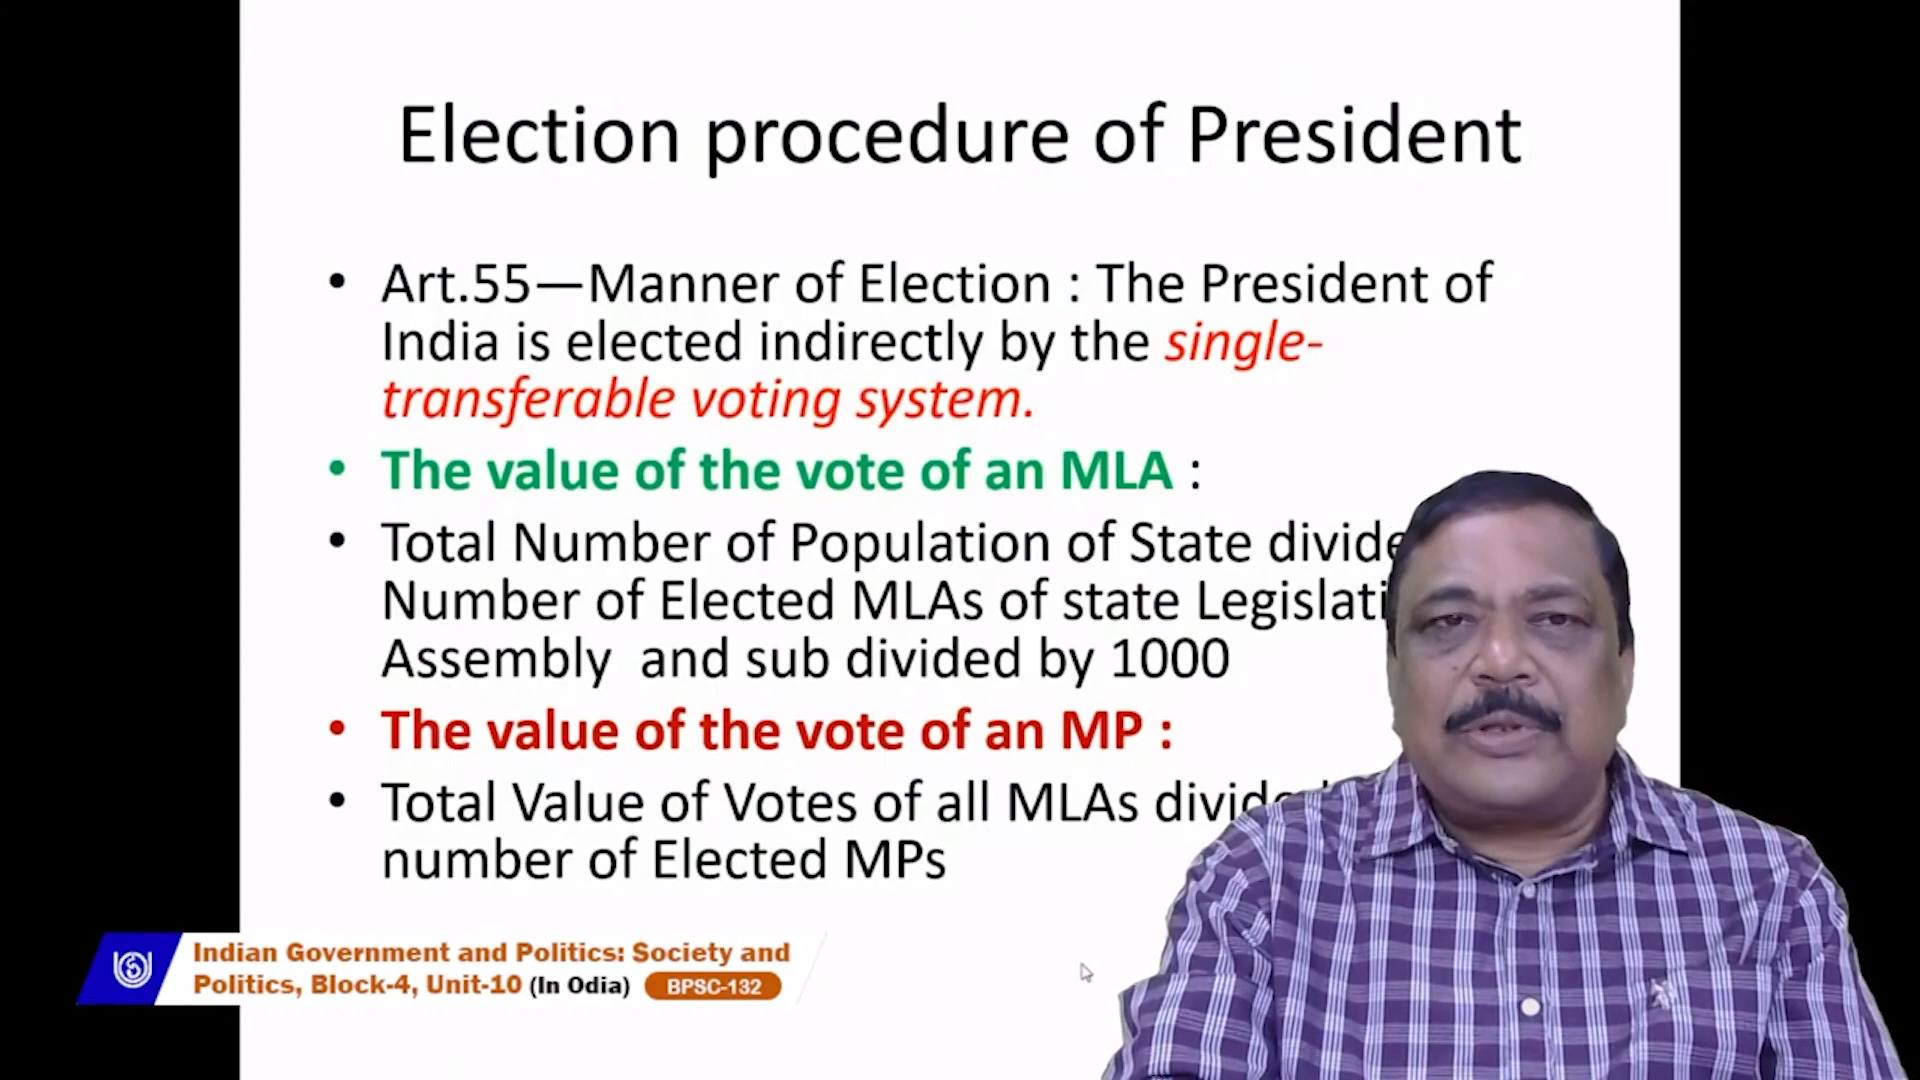 Election procedure of President
• Art.55—Manner of Election : The President of
India is elected indirectly by the single-
transferable voting system.
• The value of the vote of an MLA :
• Total Number of Population of State
Number of Elected MLAs of state
Assembly and sub divided by 1000
• The value of the vote of an MP :
• Total Value of Votes of all MLAs
number of Elected MPs
Indian Government and Politics: Society and
Politics, Block-4, Unit-10 (In Odia) BPSC-132